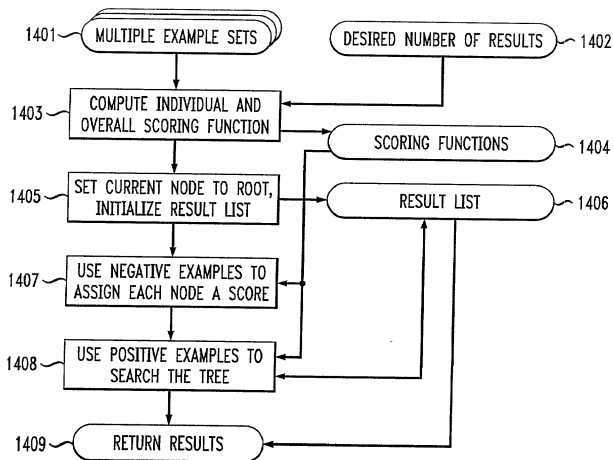 1401
MULTIPLE EXAMPLE SETS
DESIRED NUMBER OF RESULTS
1402
1403
COMPUTE INDIVIDUAL AND
OVERALL SCORING FUNCTION
SCORING FUNCTIONS
1404
1405
SET CURRENT NODE TO ROOT,
INITIALIZE RESULT LIST
RESULT LIST
1406
1407
USE NEGATIVE EXAMPLES TO
ASSIGN EACH NODE A SCORE
1408
USE POSITIVE EXAMPLES TO
SEARCH THE TREE
1409
RETURN RESULTS